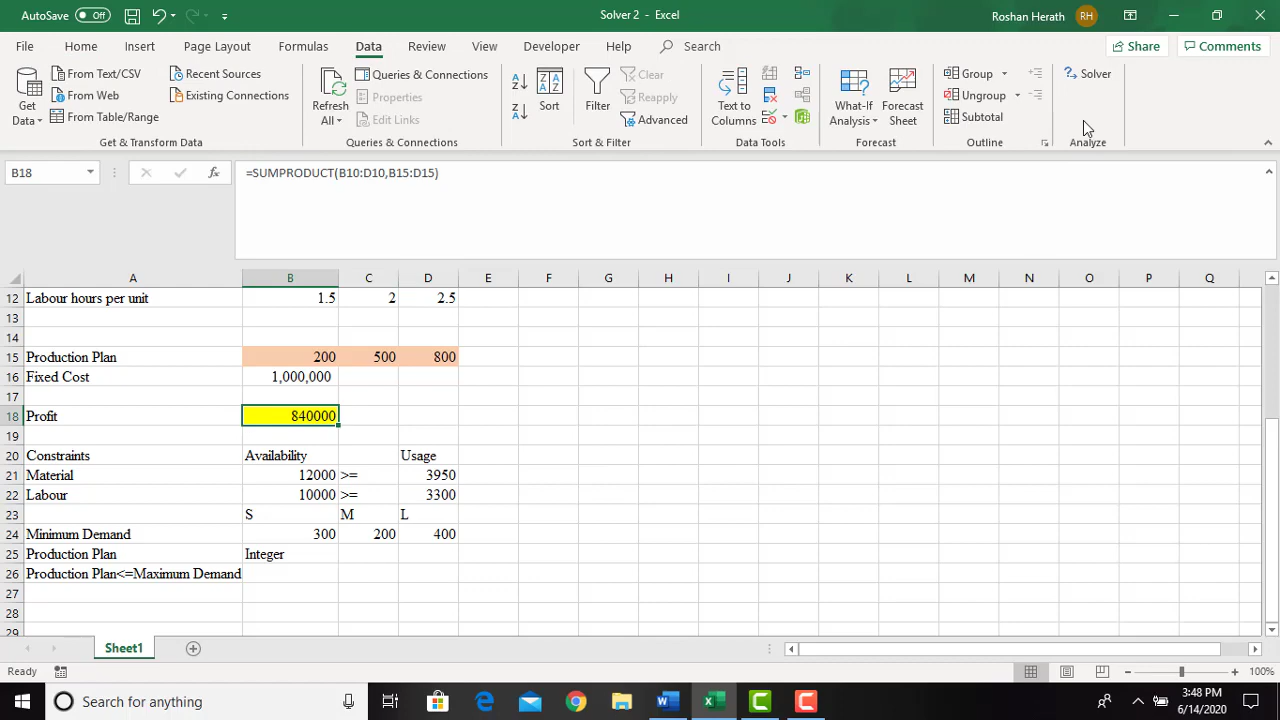 AutoSave Off Solver 2 - Excel Roshan Herath RH
File Home Insert Page Layout Formulas Data Review View Developer Help Search Share Comments
Get Data From Text/CSV Recent Sources
From Web Existing Connections
From Table/Range
Get & Transform Data
Refresh All Queries & Connections
Properties
Edit Links
Queries & Connections
Sort Filter Clear
Reapply
Advanced
Sort & Filter
Text to Columns
Data Tools
What-If Analysis Forecast Sheet
Forecast
Group
Ungroup
Subtotal
Outline
Solver
Analyze
B18 fx =SUMPRODUCT(B10:D10,B15:D15)
A B C D E F G H I J K L M N O P Q
12 Labour hours per unit 1.5 2 2.5
13
14
15 Production Plan 200 500 800
16 Fixed Cost 1,000,000
17
18 Profit 840000
19
20 Constraints Availability Usage
21 Material 12000 >= 3950
22 Labour 10000 >= 3300
23 S M L
24 Minimum Demand 300 200 400
25 Production Plan Integer
26 Production Plan<=Maximum Demand
27
28
29
Sheet1
Ready 100%
Search for anything 3:48 PM
6/14/2020